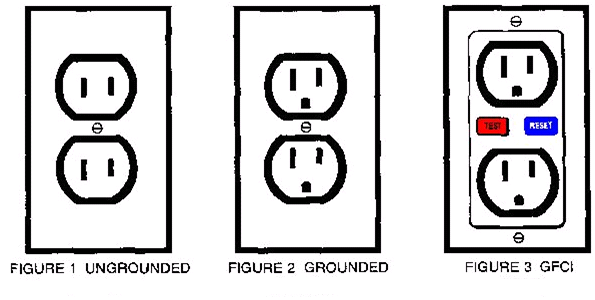 TEST RESET
FIGURE 1 UNGROUNDED
FIGURE 2 GROUNDED
FIGURE 3 GFCI